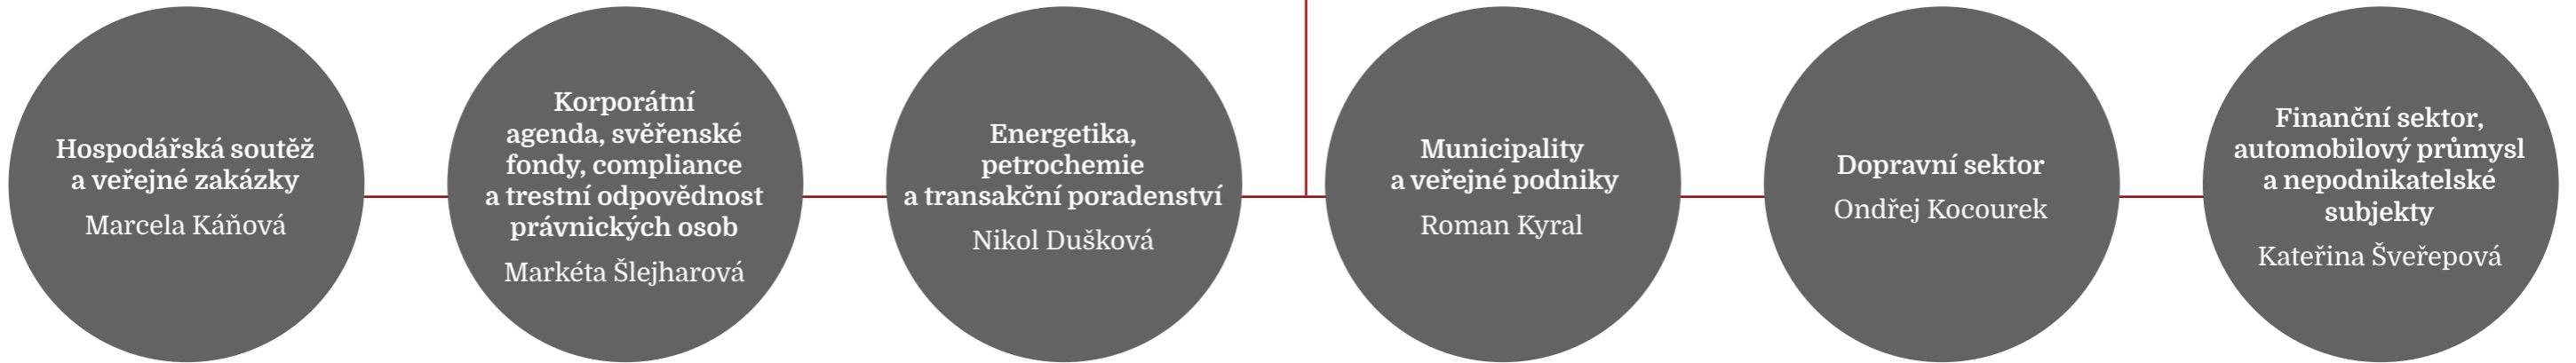 Hospodářská soutěž
a veřejné zakázky
Marcela Káňová
Korporátní
agenda, svěřenské
fondy, compliance
a trestní odpovědnost
právnických osob
Markéta Šlejharová
Energetika,
petrochemie
a transakční poradenství
Nikol Dušková
Municipality
a veřejné podniky
Roman Kyral
Dopravní sektor
Ondřej Kocourek
Finanční sektor,
automobilový průmysl
a nepodnikatelské
subjekty
Kateřina Šveřepová